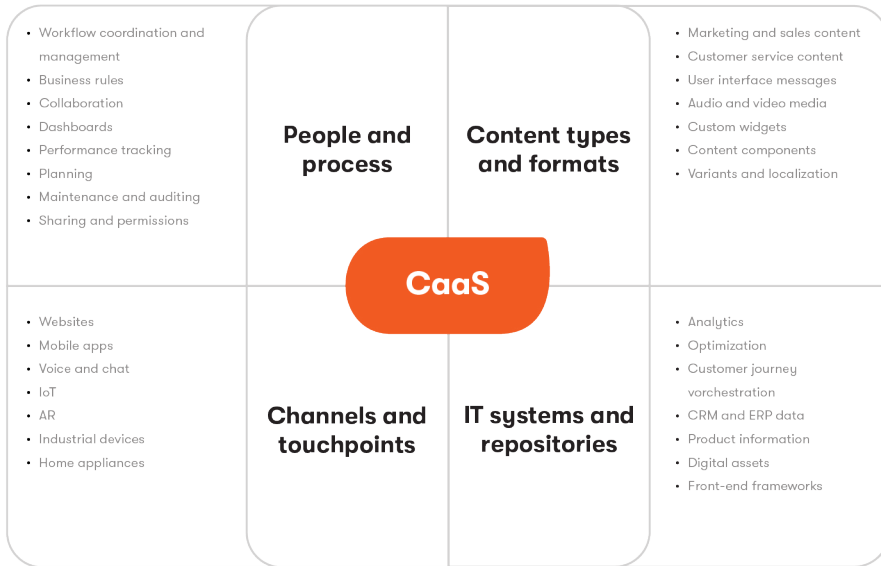 • Workflow coordination and
management
• Business rules
• Collaboration
• Dashboards
• Performance tracking
• Planning
• Maintenance and auditing
• Sharing and permissions
People and
process
Content types
and formats
• Marketing and sales content
• Customer service content
• User interface messages
• Audio and video media
• Custom widgets
• Content components
• Variants and localization
CaaS
• Websites
• Mobile apps
• Voice and chat
• IoT
• AR
• Industrial devices
• Home appliances
Channels and
touchpoints
IT systems and
repositories
• Analytics
• Optimization
• Customer journey
vorchestration
• CRM and ERP data
• Product information
• Digital assets
• Front-end frameworks